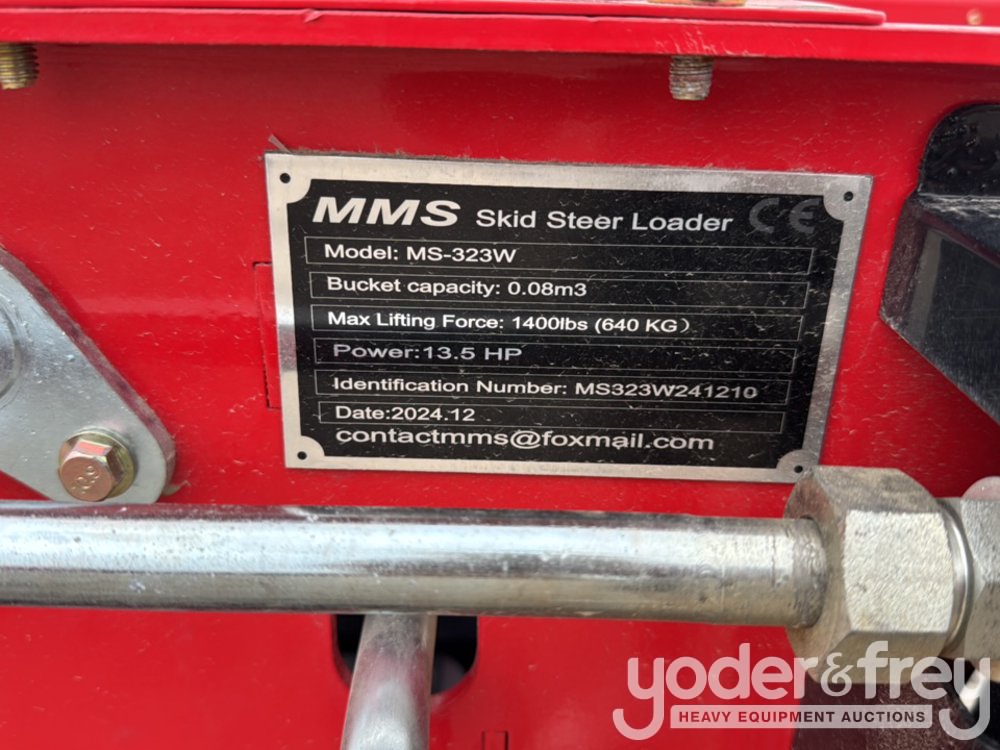 MMS Skid Steer Loader CE
Model: MS-323W
Bucket capacity: 0.08m3
Max Lifting Force: 1400lbs (640 KG)
Power:13.5 HP
Identification Number: MS323W241210
Date:2024.12
contactmms@foxmail.com
yoder&frey
HEAVY EQUIPMENT AUCTIONS